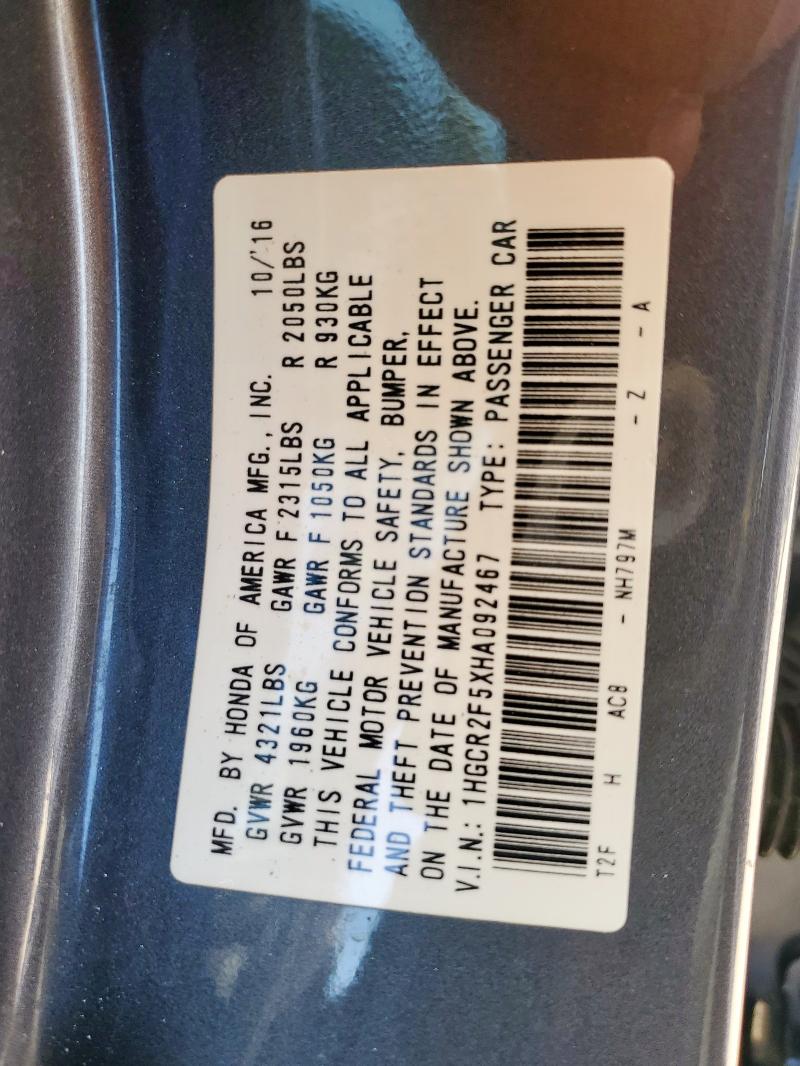 MFD. BY HONDA OF AMERICA MFG., INC. 10/'16
GVWR 4321LBS GAWR F 2315LBS R 2050LBS
GVWR 1960KG GAWR F 1050KG R 930KG
THIS VEHICLE CONFORMS TO ALL APPLICABLE
FEDERAL MOTOR VEHICLE SAFETY, BUMPER,
AND THEFT PREVENTION STANDARDS IN EFFECT
ON THE DATE OF MANUFACTURE SHOWN ABOVE.
V.I.N.: 1HGCR2F5XHA092467 TYPE: PASSENGER CAR
T2F H AC8 - NH797M - Z - A